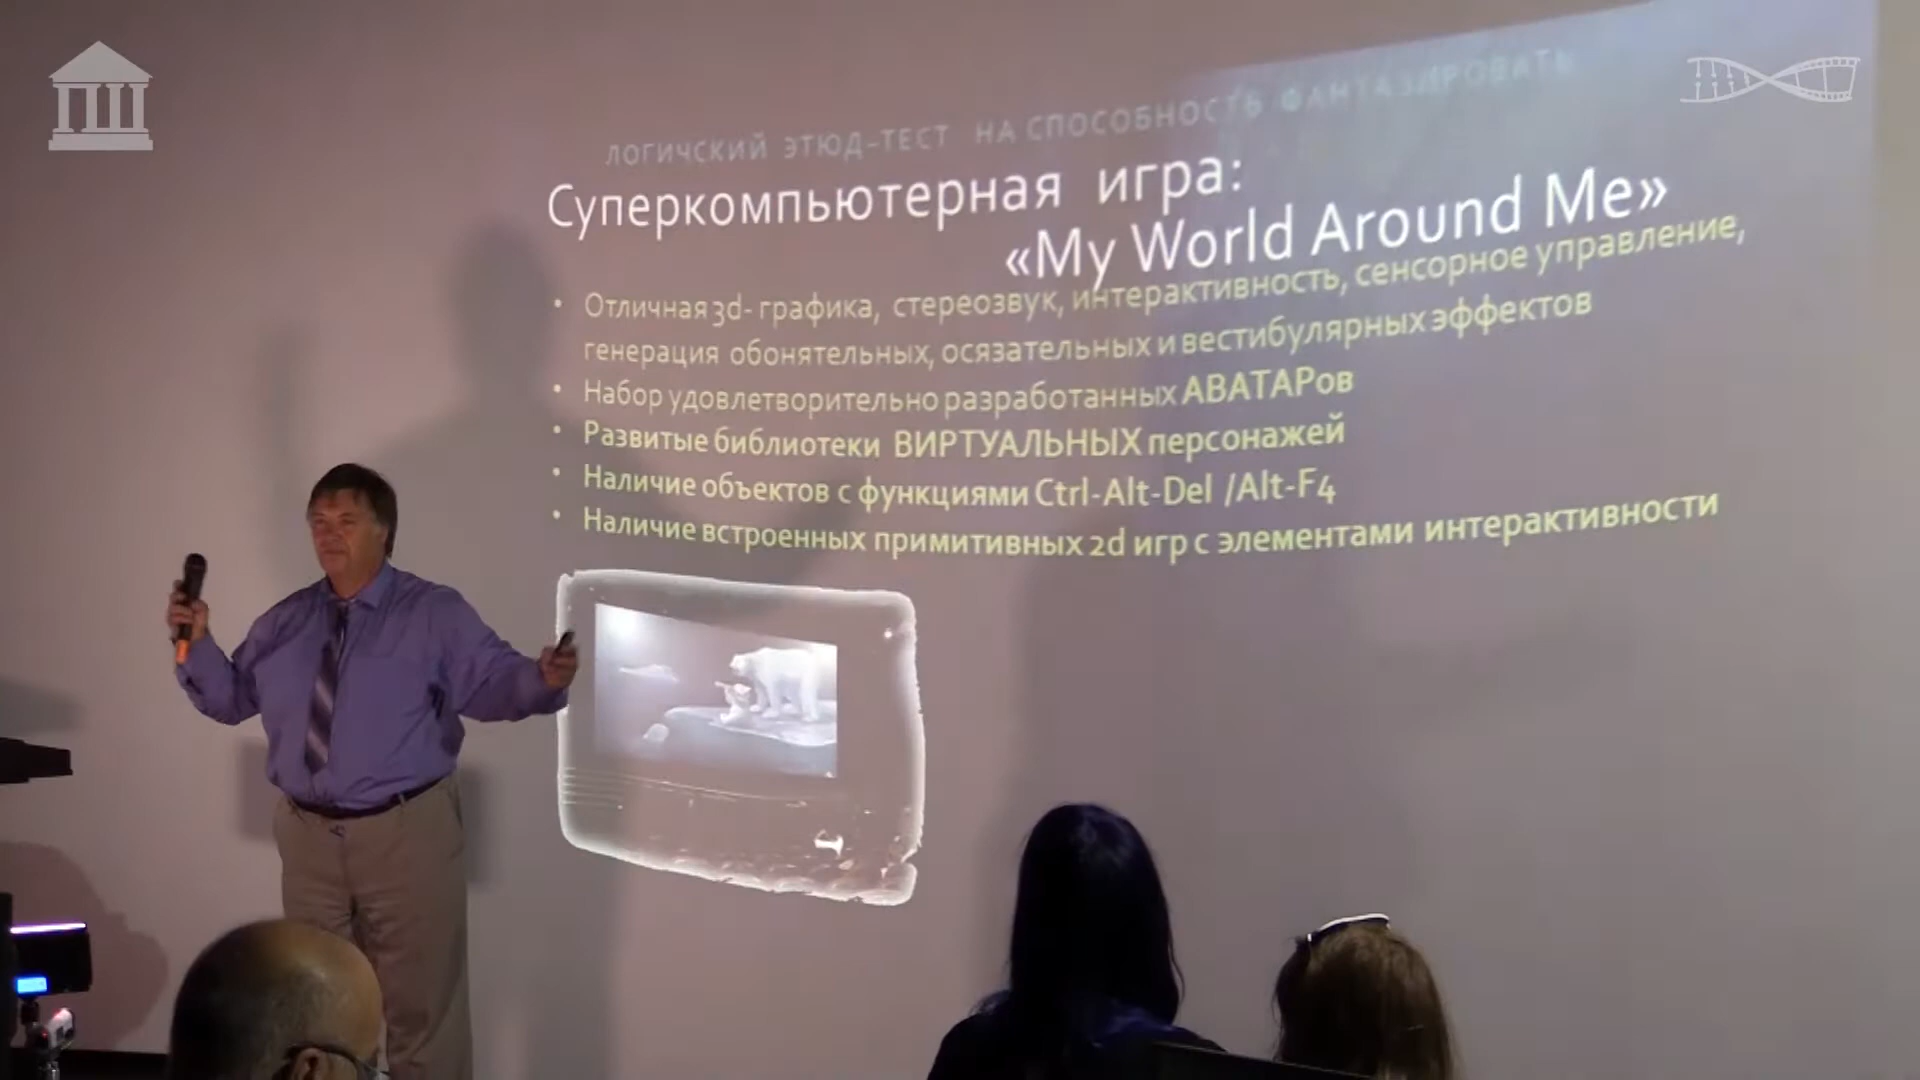 ЛОГИЧСКИЙ ЭТЮД-ТЕСТ НА СПОСОБНОСТЬ ФАНТАЗИРОВАТЬ
Суперкомпьютерная игра:
«My World Around Me»
• Отличная 3d- графика, стереозвук, интерактивность, сенсорное управление,
генерация обонятельных, осязательных и вестибулярных эффектов
• Набор удовлетворительно разработанных АВАТАРов
• Развитые библиотеки ВИРТУАЛЬНЫХ персонажей
• Наличие объектов с функциями Ctrl-Alt-Del /Alt-F4
• Наличие встроенных примитивных 2d игр с элементами интерактивности